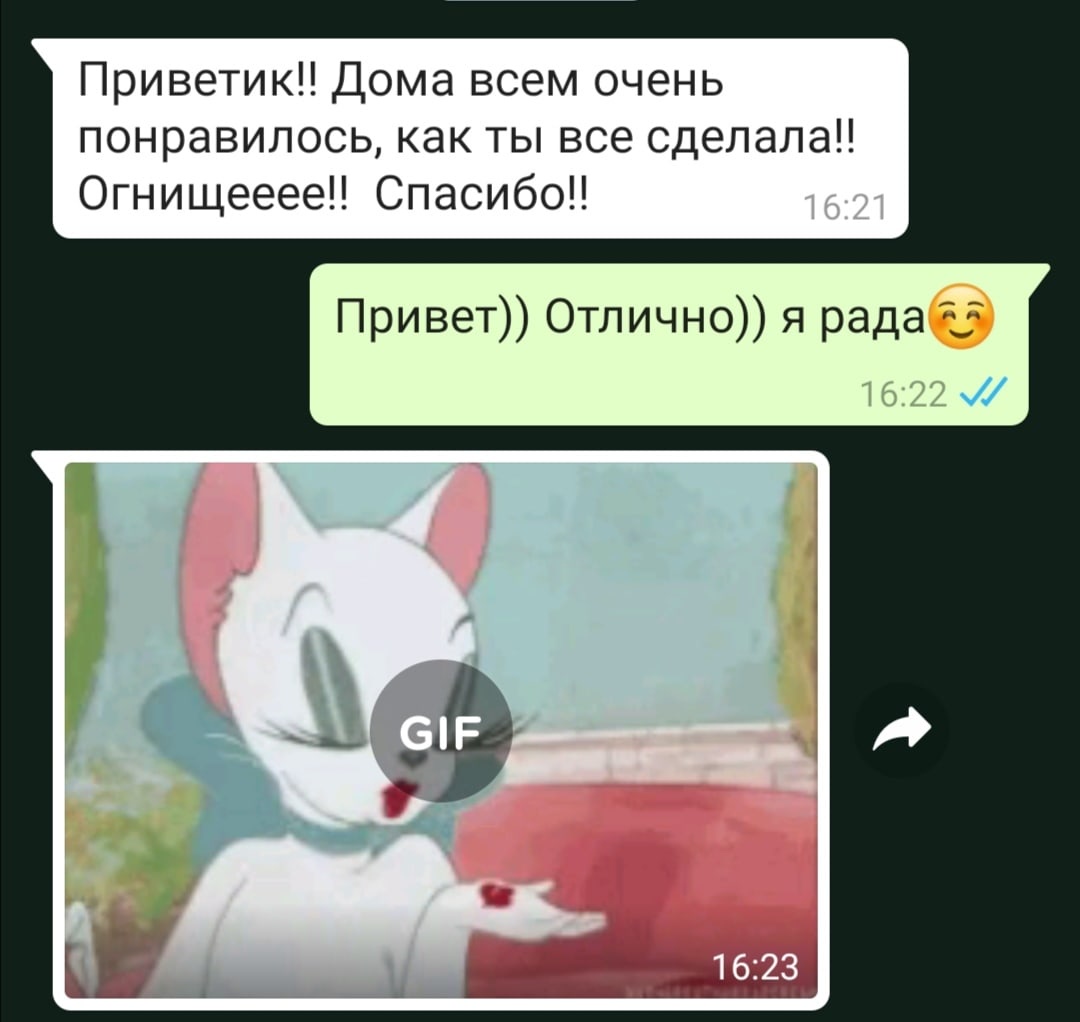 Приветик!! Дома всем очень
понравилось, как ты все сделала!!
Огнищееее!! Спасибо!!
16:21
Привет)) Отлично)) я рада☺️
16:22
GIF
16:23